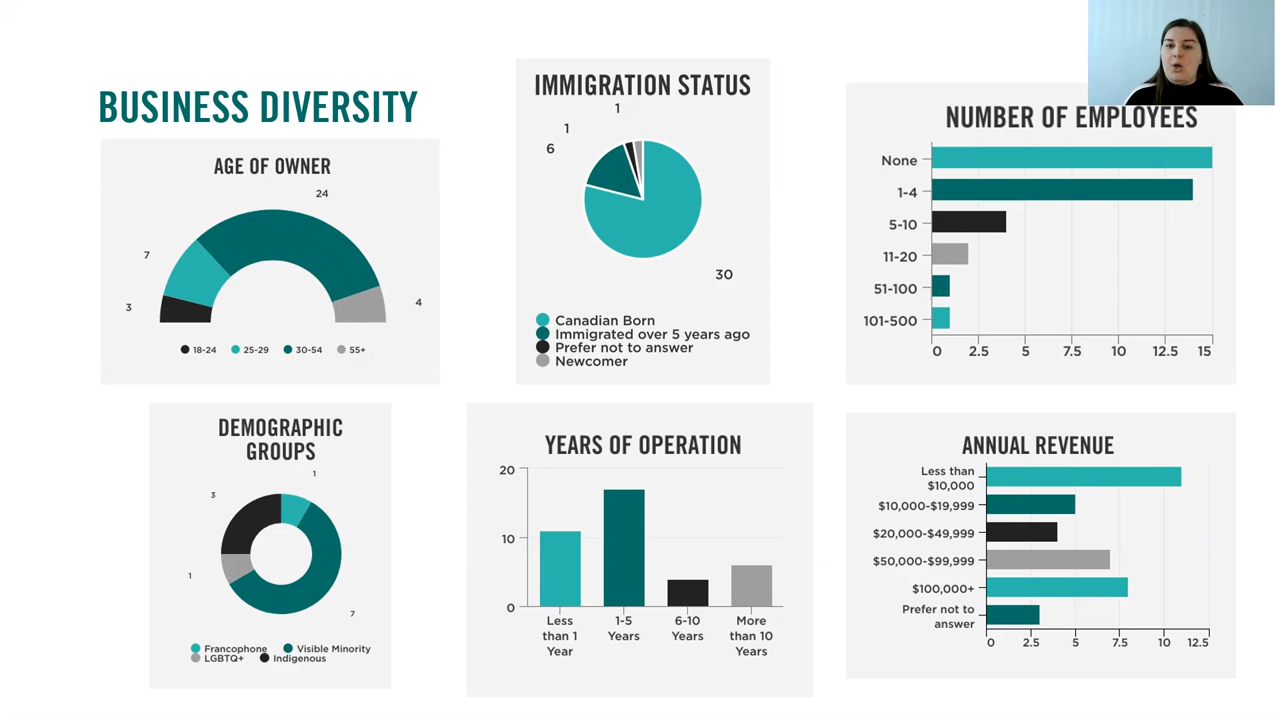 BUSINESS DIVERSITY
AGE OF OWNER
24
7
3
4
18-24 25-29 30-54 55+
IMMIGRATION STATUS
1
1
6
30
Canadian Born
Immigrated over 5 years ago
Prefer not to answer
Newcomer
NUMBER OF EMPLOYEES
None
1-4
5-10
11-20
51-100
101-500
0 2.5 5 7.5 10 12.5 15
DEMOGRAPHIC
GROUPS
1
3
1
7
Francophone Visible Minority
LGBTQ+ Indigenous
YEARS OF OPERATION
20
10
0
Less than 1 Year
1-5 Years
6-10 Years
More than 10 Years
ANNUAL REVENUE
Less than
$10,000
$10,000-$19,999
$20,000-$49,999
$50,000-$99,999
$100,000+
Prefer not to
answer
0 2.5 5 7.5 10 12.5